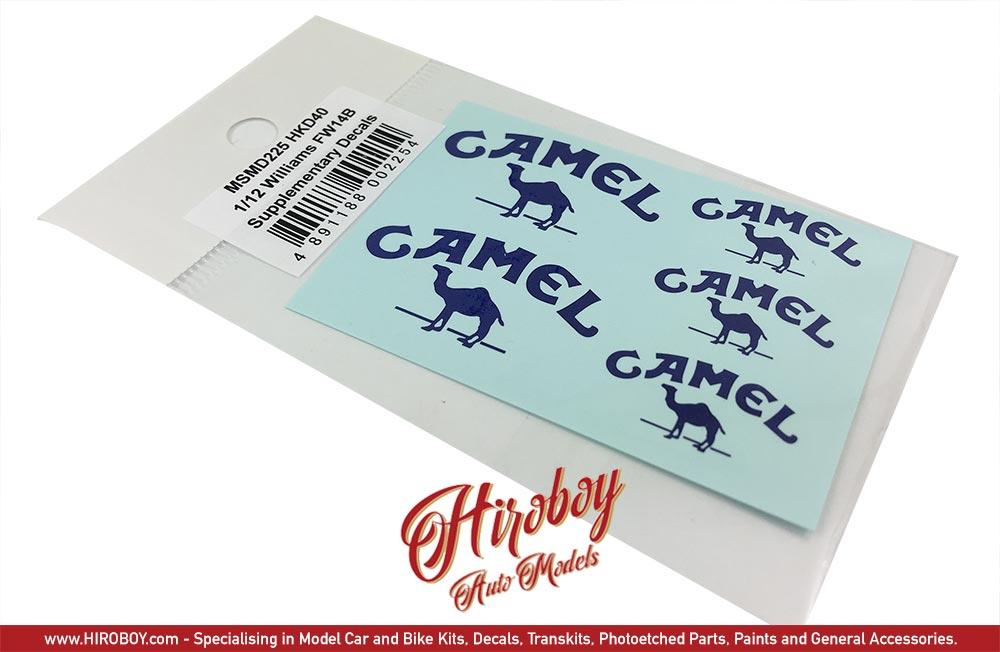 MSMD225 HKD40
1/12 Williams FW14B
Supplementary Decals
4 891188 002254
CAMEL
CAMEL
CAMEL
CAMEL
CAMEL
Hiroboy
Auto Models
www.HIROBOY.com - Specialising in Model Car and Bike Kits, Decals, Transkits, Photoetched Parts, Paints and General Accessories.